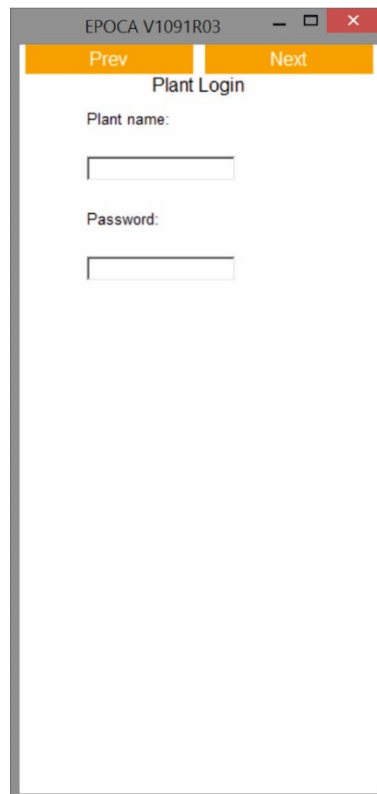 EPOCA V1091R03
Prev Next
Plant Login
Plant name:
Password: